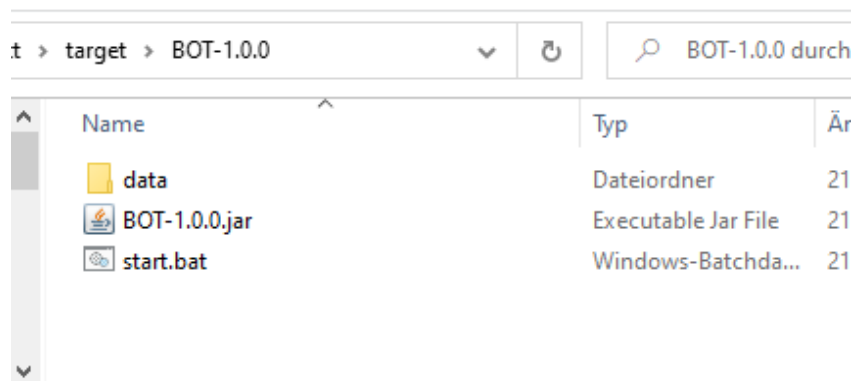 target > BOT-1.0.0
BOT-1.0.0 durch
Name Typ
data Dateiordner 21
BOT-1.0.0.jar Executable Jar File 21
start.bat Windows-Batchda... 21